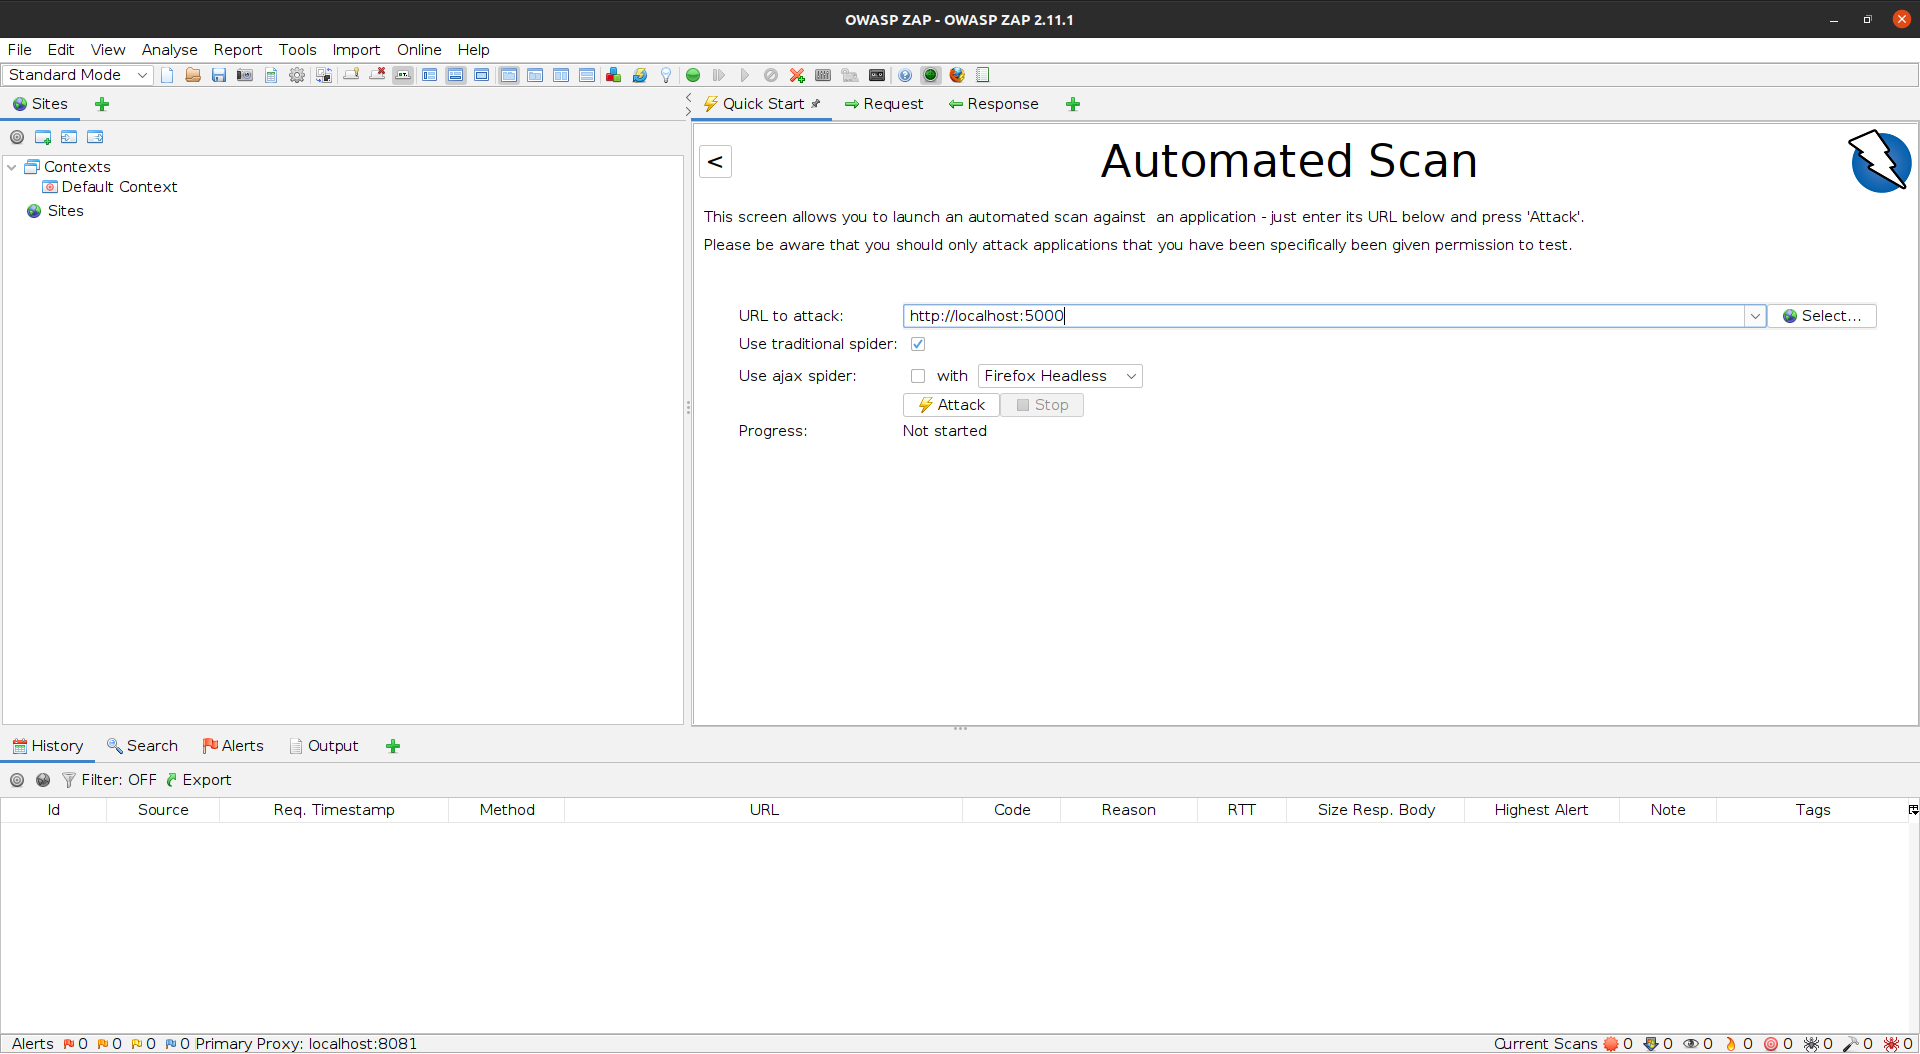 OWASP ZAP - OWASP ZAP 2.11.1
File Edit View Analyse Report Tools Import Online Help
Standard Mode
Sites
Quick Start Request Response
Contexts
Default Context
Sites
<
Automated Scan
This screen allows you to launch an automated scan against  an application - just enter its URL below and press 'Attack'.
Please be aware that you should only attack applications that you have been specifically been given permission to test.
URL to attack: http://localhost:5000 Select...
Use traditional spider:
Use ajax spider: with Firefox Headless
Attack Stop
Progress: Not started
History Search Alerts Output
Filter: OFF Export
Id Source Req. Timestamp Method URL Code Reason RTT Size Resp. Body Highest Alert Note Tags
Alerts 0 0 0 0 Primary Proxy: localhost:8081 Current Scans 0 0 0 0 0 0 0 0